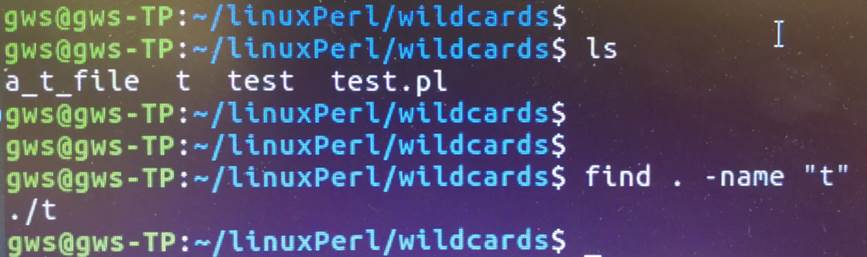 gws@gws-TP:~/linuxPerl/wildcards$
gws@gws-TP:~/linuxPerl/wildcards$ ls
a_t_file  t  test  test.pl
gws@gws-TP:~/linuxPerl/wildcards$
gws@gws-TP:~/linuxPerl/wildcards$
gws@gws-TP:~/linuxPerl/wildcards$ find . -name "t"
./t
gws@gws-TP:~/linuxPerl/wildcards$ _